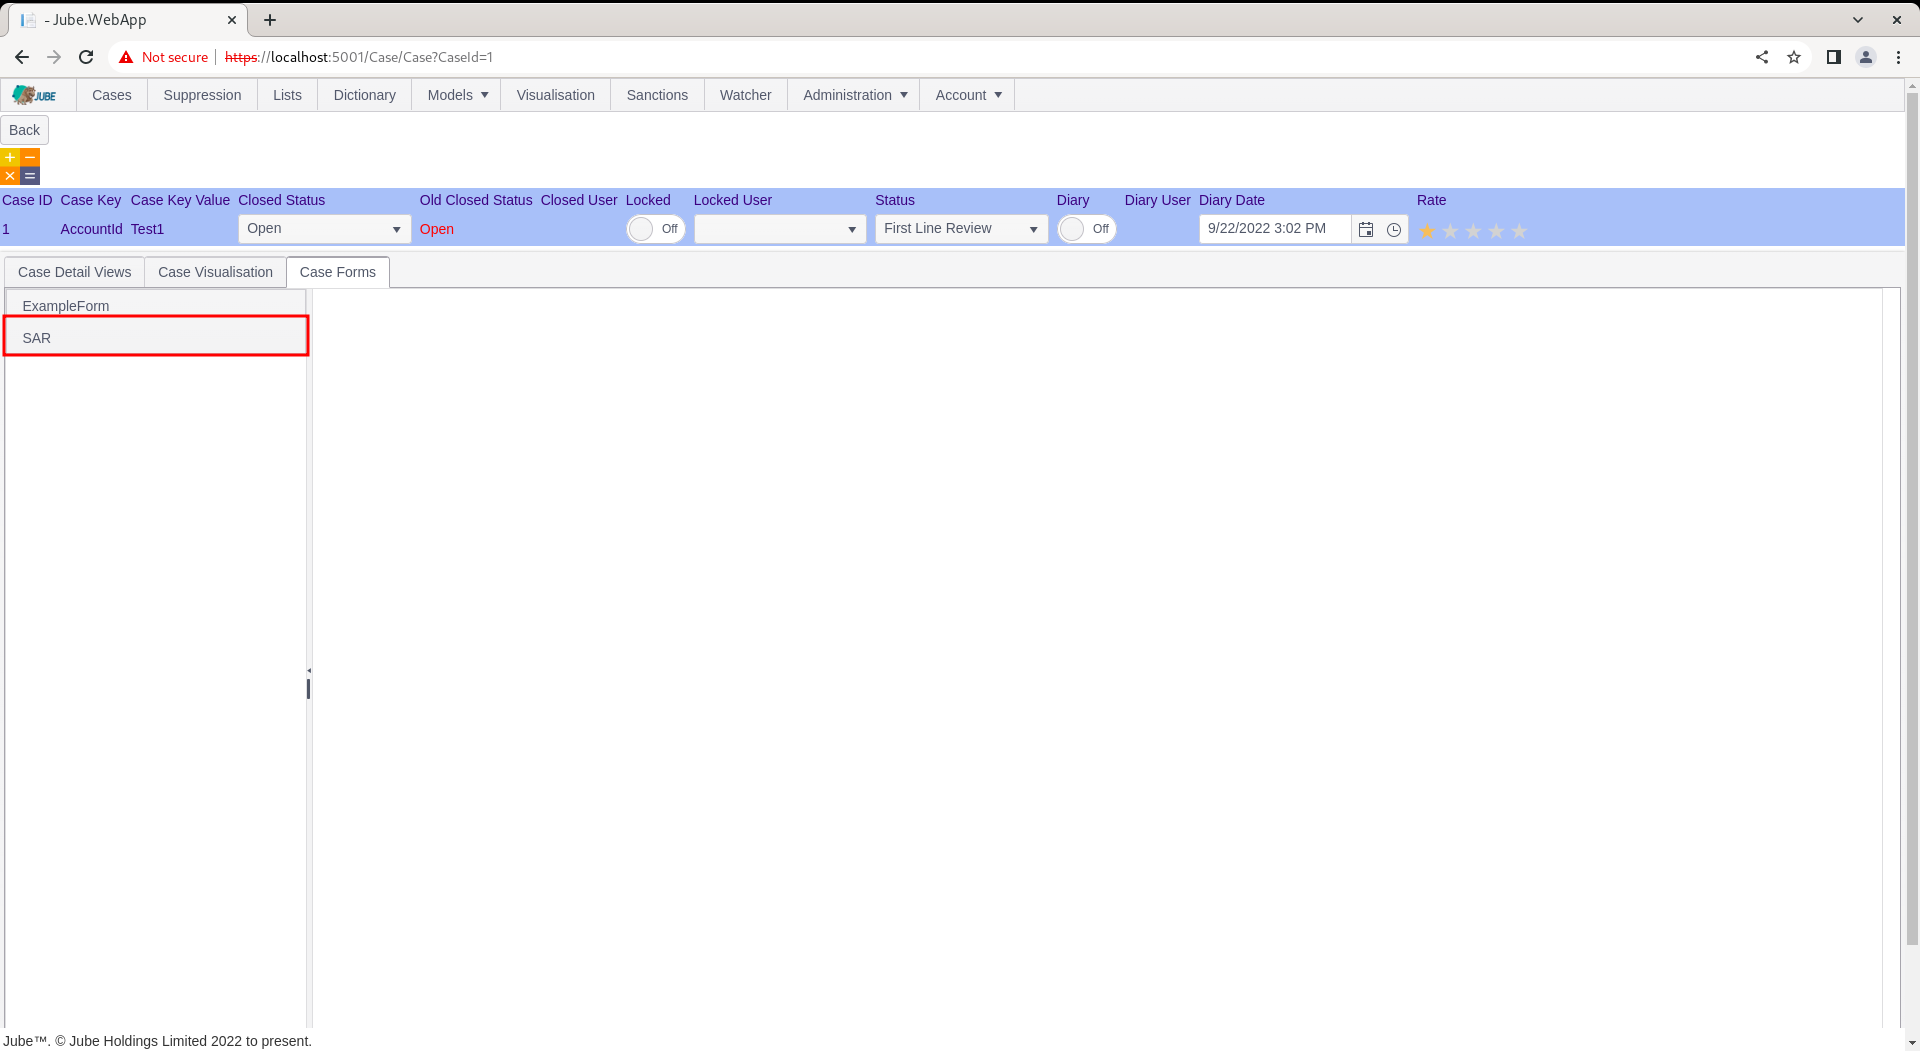 - Jube.WebApp
Not secure https://localhost:5001/Case/Case?CaseId=1
JUBE Cases Suppression Lists Dictionary Models Visualisation Sanctions Watcher Administration Account
Back
Case ID Case Key Case Key Value Closed Status Old Closed Status Closed User Locked Locked User Status Diary Diary User Diary Date Rate
1 AccountId Test1 Open Open Off First Line Review Off 9/22/2022 3:02 PM
Case Detail Views Case Visualisation Case Forms
ExampleForm
SAR
Jube™. © Jube Holdings Limited 2022 to present.